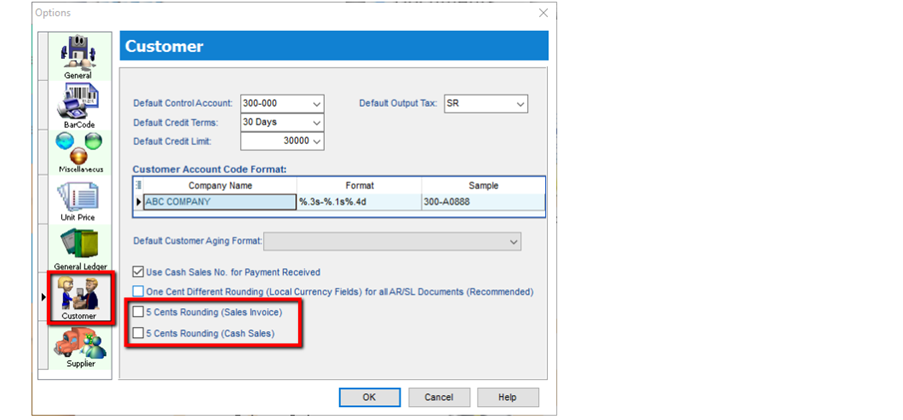 Options
Customer
General
BarCode
Miscellaneous
Unit Price
General Ledger
Customer
Supplier
Default Control Account: 300-000 Default Output Tax: SR
Default Credit Terms: 30 Days
Default Credit Limit: 30000
Customer Account Code Format:
Company Name Format Sample
ABC COMPANY %.3s-%.1s%.4d 300-A0888
Default Customer Aging Format:
Use Cash Sales No. for Payment Received
One Cent Different Rounding (Local Currency Fields) for all AR/SL Documents (Recommended)
5 Cents Rounding (Sales Invoice)
5 Cents Rounding (Cash Sales)
OK Cancel Help